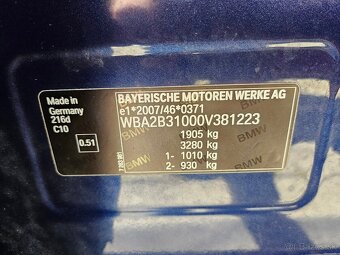 BAYERISCHE MOTOREN WERKE AG
e1*2007/46*0371
WBA2B31000V381223
1905 kg
3280 kg
1- 1010 kg
2- 930 kg
Made in
Germany
216d
C10
0.51
BMW
BMW
BMW